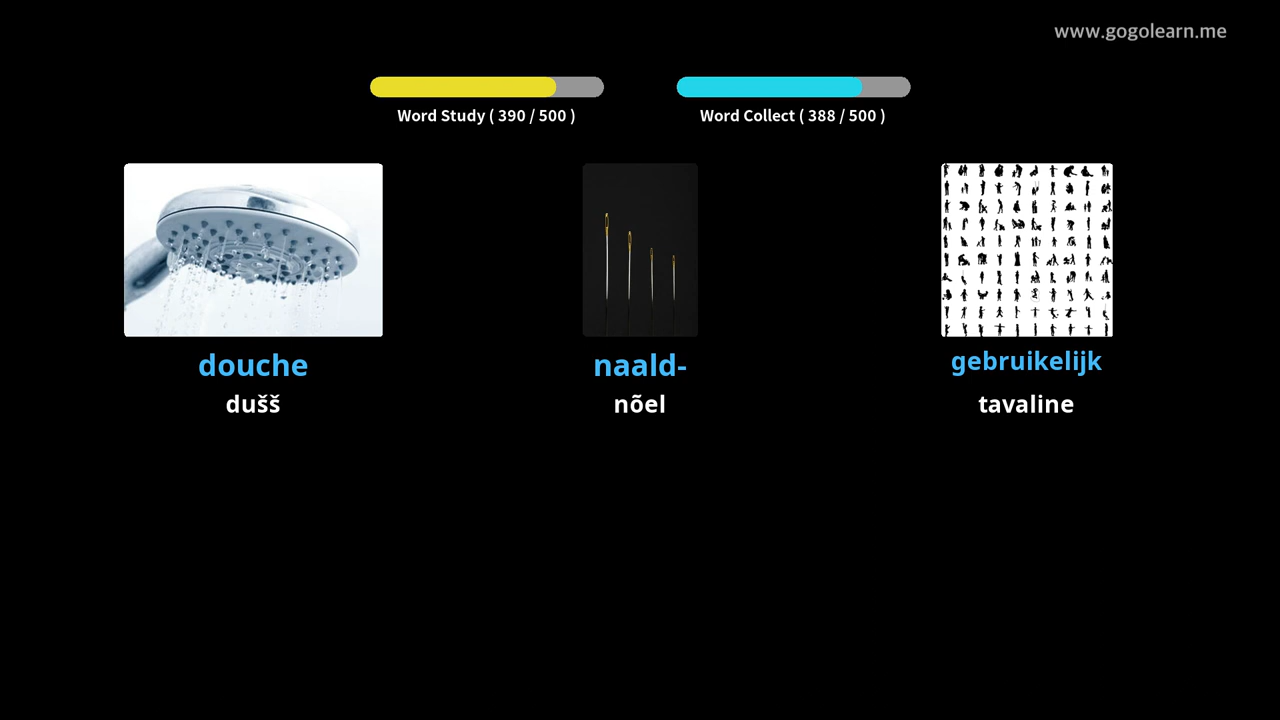 www.gogolearn.me
Word Study ( 390 / 500 )
Word Collect ( 388 / 500 )
douche
naald-
gebruikelijk
dušš
nõel
tavaline